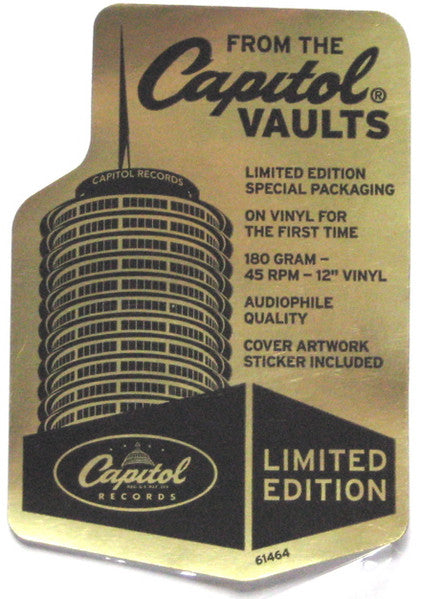 FROM THE
Capitol®
VAULTS
CAPITOL RECORDS
LIMITED EDITION
SPECIAL PACKAGING
ON VINYL FOR
THE FIRST TIME
180 GRAM –
45 RPM – 12" VINYL
AUDIOPHILE
QUALITY
COVER ARTWORK
STICKER INCLUDED
Capitol
RECORDS
LIMITED
EDITION
61464